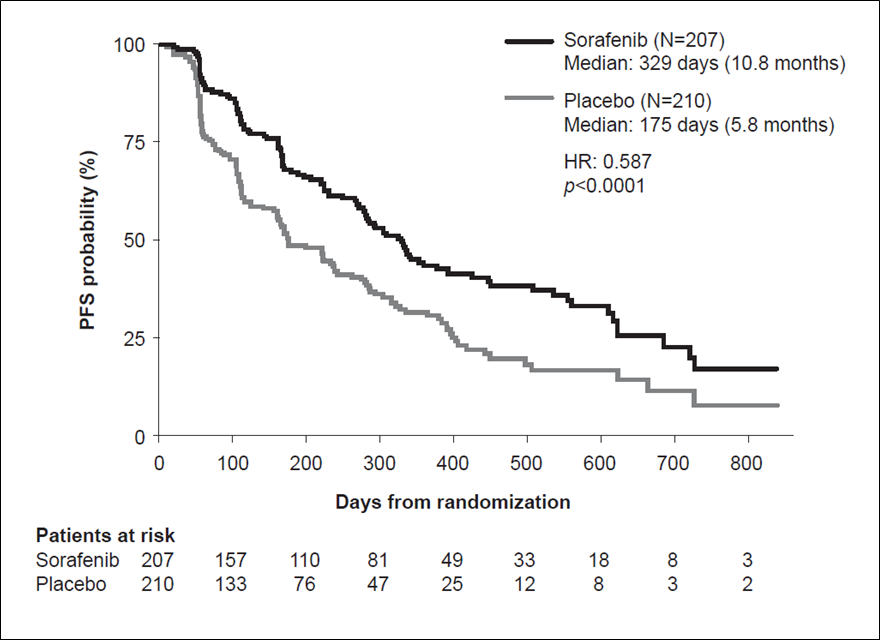 Sorafenib (N=207)
Median: 329 days (10.8 months)
Placebo (N=210)
Median: 175 days (5.8 months)
HR: 0.587
p<0.0001
PFS probability (%)
100
75
50
25
0
0 100 200 300 400 500 600 700 800
Days from randomization
Patients at risk
Sorafenib 207 157 110 81 49 33 18 8 3
Placebo 210 133 76 47 25 12 8 3 2